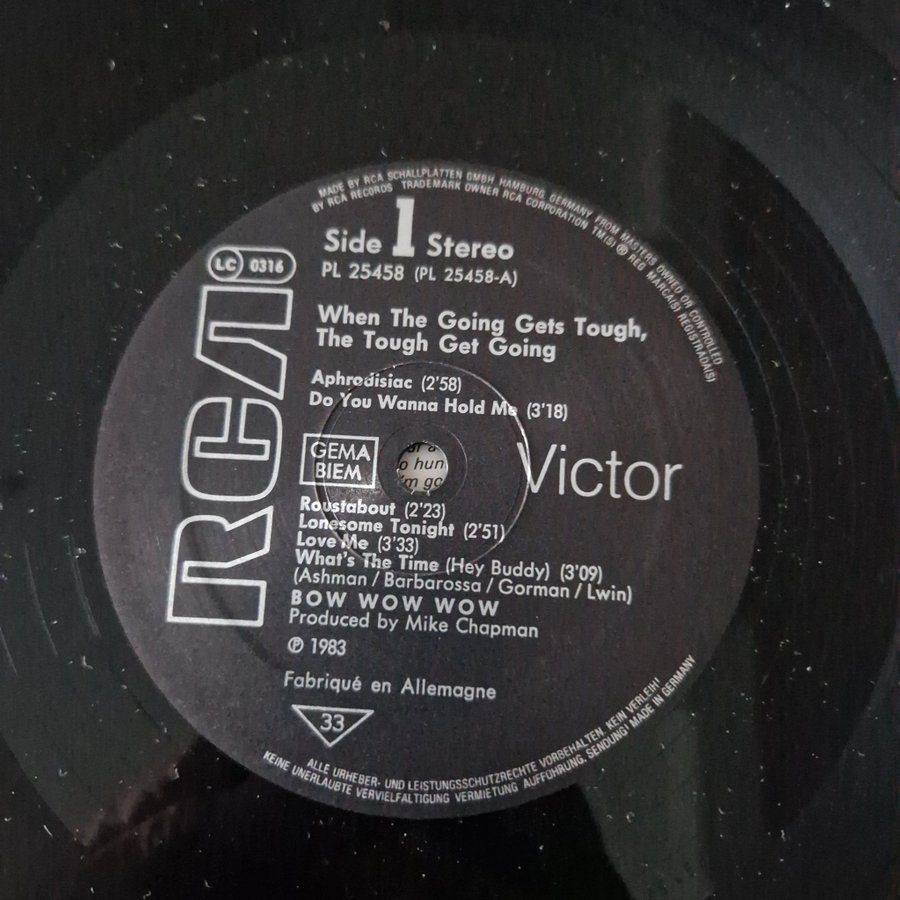 MADE BY RCA SCHALLPLATTEN GMBH, HAMBURG, GERMANY, FROM MASTERS OWNED OR CONTROLLED
BY RCA RECORDS TRADEMARK OWNER RCA CORPORATION TM(S) ® REG MARCA(S) REGISTRADA(S)
Side 1 Stereo
LC 0316
PL 25458 (PL 25458-A)
When The Going Gets Tough,
The Tough Get Going
Aphrodisiac (2'58)
Do You Wanna Hold Me (3'18)
RCA
GEMA
BIEM
Victor
o hun
I'm go
Roustabout (2'23)
Lonesome Tonight (2'51)
Love Me (3'33)
What's The Time (Hey Buddy) (3'09)
(Ashman / Barbarossa / Gorman / Lwin)
BOW WOW WOW
Produced by Mike Chapman
℗ 1983
Fabriqué en Allemagne
33
ALLE URHEBER- UND LEISTUNGSSCHUTZRECHTE VORBEHALTEN, KEIN VERLEIH!
KEINE UNERLAUBTE VERVIELFÄLTIGUNG, VERMIETUNG, AUFFÜHRUNG, SENDUNG! MADE IN GERMANY